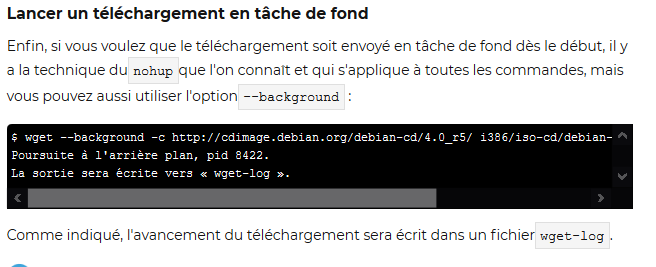 Lancer un téléchargement en tâche de fond
Enfin, si vous voulez que le téléchargement soit envoyé en tâche de fond dès le début, il y
a la technique du nohup que l'on connaît et qui s'applique à toutes les commandes, mais
vous pouvez aussi utiliser l'option --background :
$ wget --background -c http://cdimage.debian.org/debian-cd/4.0_r5/ i386/iso-cd/debian-
Poursuite à l'arrière plan, pid 8422.
La sortie sera écrite vers « wget-log ».
Comme indiqué, l'avancement du téléchargement sera écrit dans un fichier wget-log .